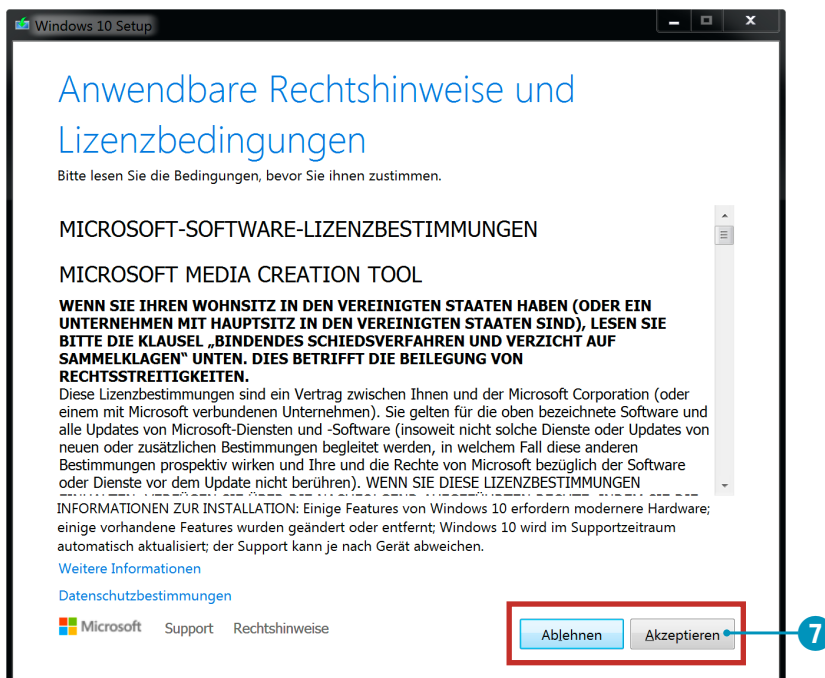 Windows 10 Setup
Anwendbare Rechtshinweise und
Lizenzbedingungen
Bitte lesen Sie die Bedingungen, bevor Sie ihnen zustimmen.
MICROSOFT-SOFTWARE-LIZENZBESTIMMUNGEN
MICROSOFT MEDIA CREATION TOOL
WENN SIE IHREN WOHNSITZ IN DEN VEREINIGTEN STAATEN HABEN (ODER EIN
UNTERNEHMEN MIT HAUPTSITZ IN DEN VEREINIGTEN STAATEN SIND), LESEN SIE
BITTE DIE KLAUSEL „BINDENDES SCHIEDSVERFAHREN UND VERZICHT AUF
SAMMELKLAGEN“ UNTEN. DIES BETRIFFT DIE BEILEGUNG VON
RECHTSSTREITIGKEITEN.
Diese Lizenzbestimmungen sind ein Vertrag zwischen Ihnen und der Microsoft Corporation (oder
einem mit Microsoft verbundenen Unternehmen). Sie gelten für die oben bezeichnete Software und
alle Updates von Microsoft-Diensten und -Software (insoweit nicht solche Dienste oder Updates von
neuen oder zusätzlichen Bestimmungen begleitet werden, in welchem Fall diese anderen
Bestimmungen prospektiv wirken und Ihre und die Rechte von Microsoft bezüglich der Software
oder Dienste vor dem Update nicht berühren). WENN SIE DIESE LIZENZBESTIMMUNGEN
INFORMATIONEN ZUR INSTALLATION: Einige Features von Windows 10 erfordern modernere Hardware;
einige vorhandene Features wurden geändert oder entfernt; Windows 10 wird im Supportzeitraum
automatisch aktualisiert; der Support kann je nach Gerät abweichen.
Weitere Informationen
Datenschutzbestimmungen
Microsoft Support Rechtshinweise
Ablehnen Akzeptieren 7